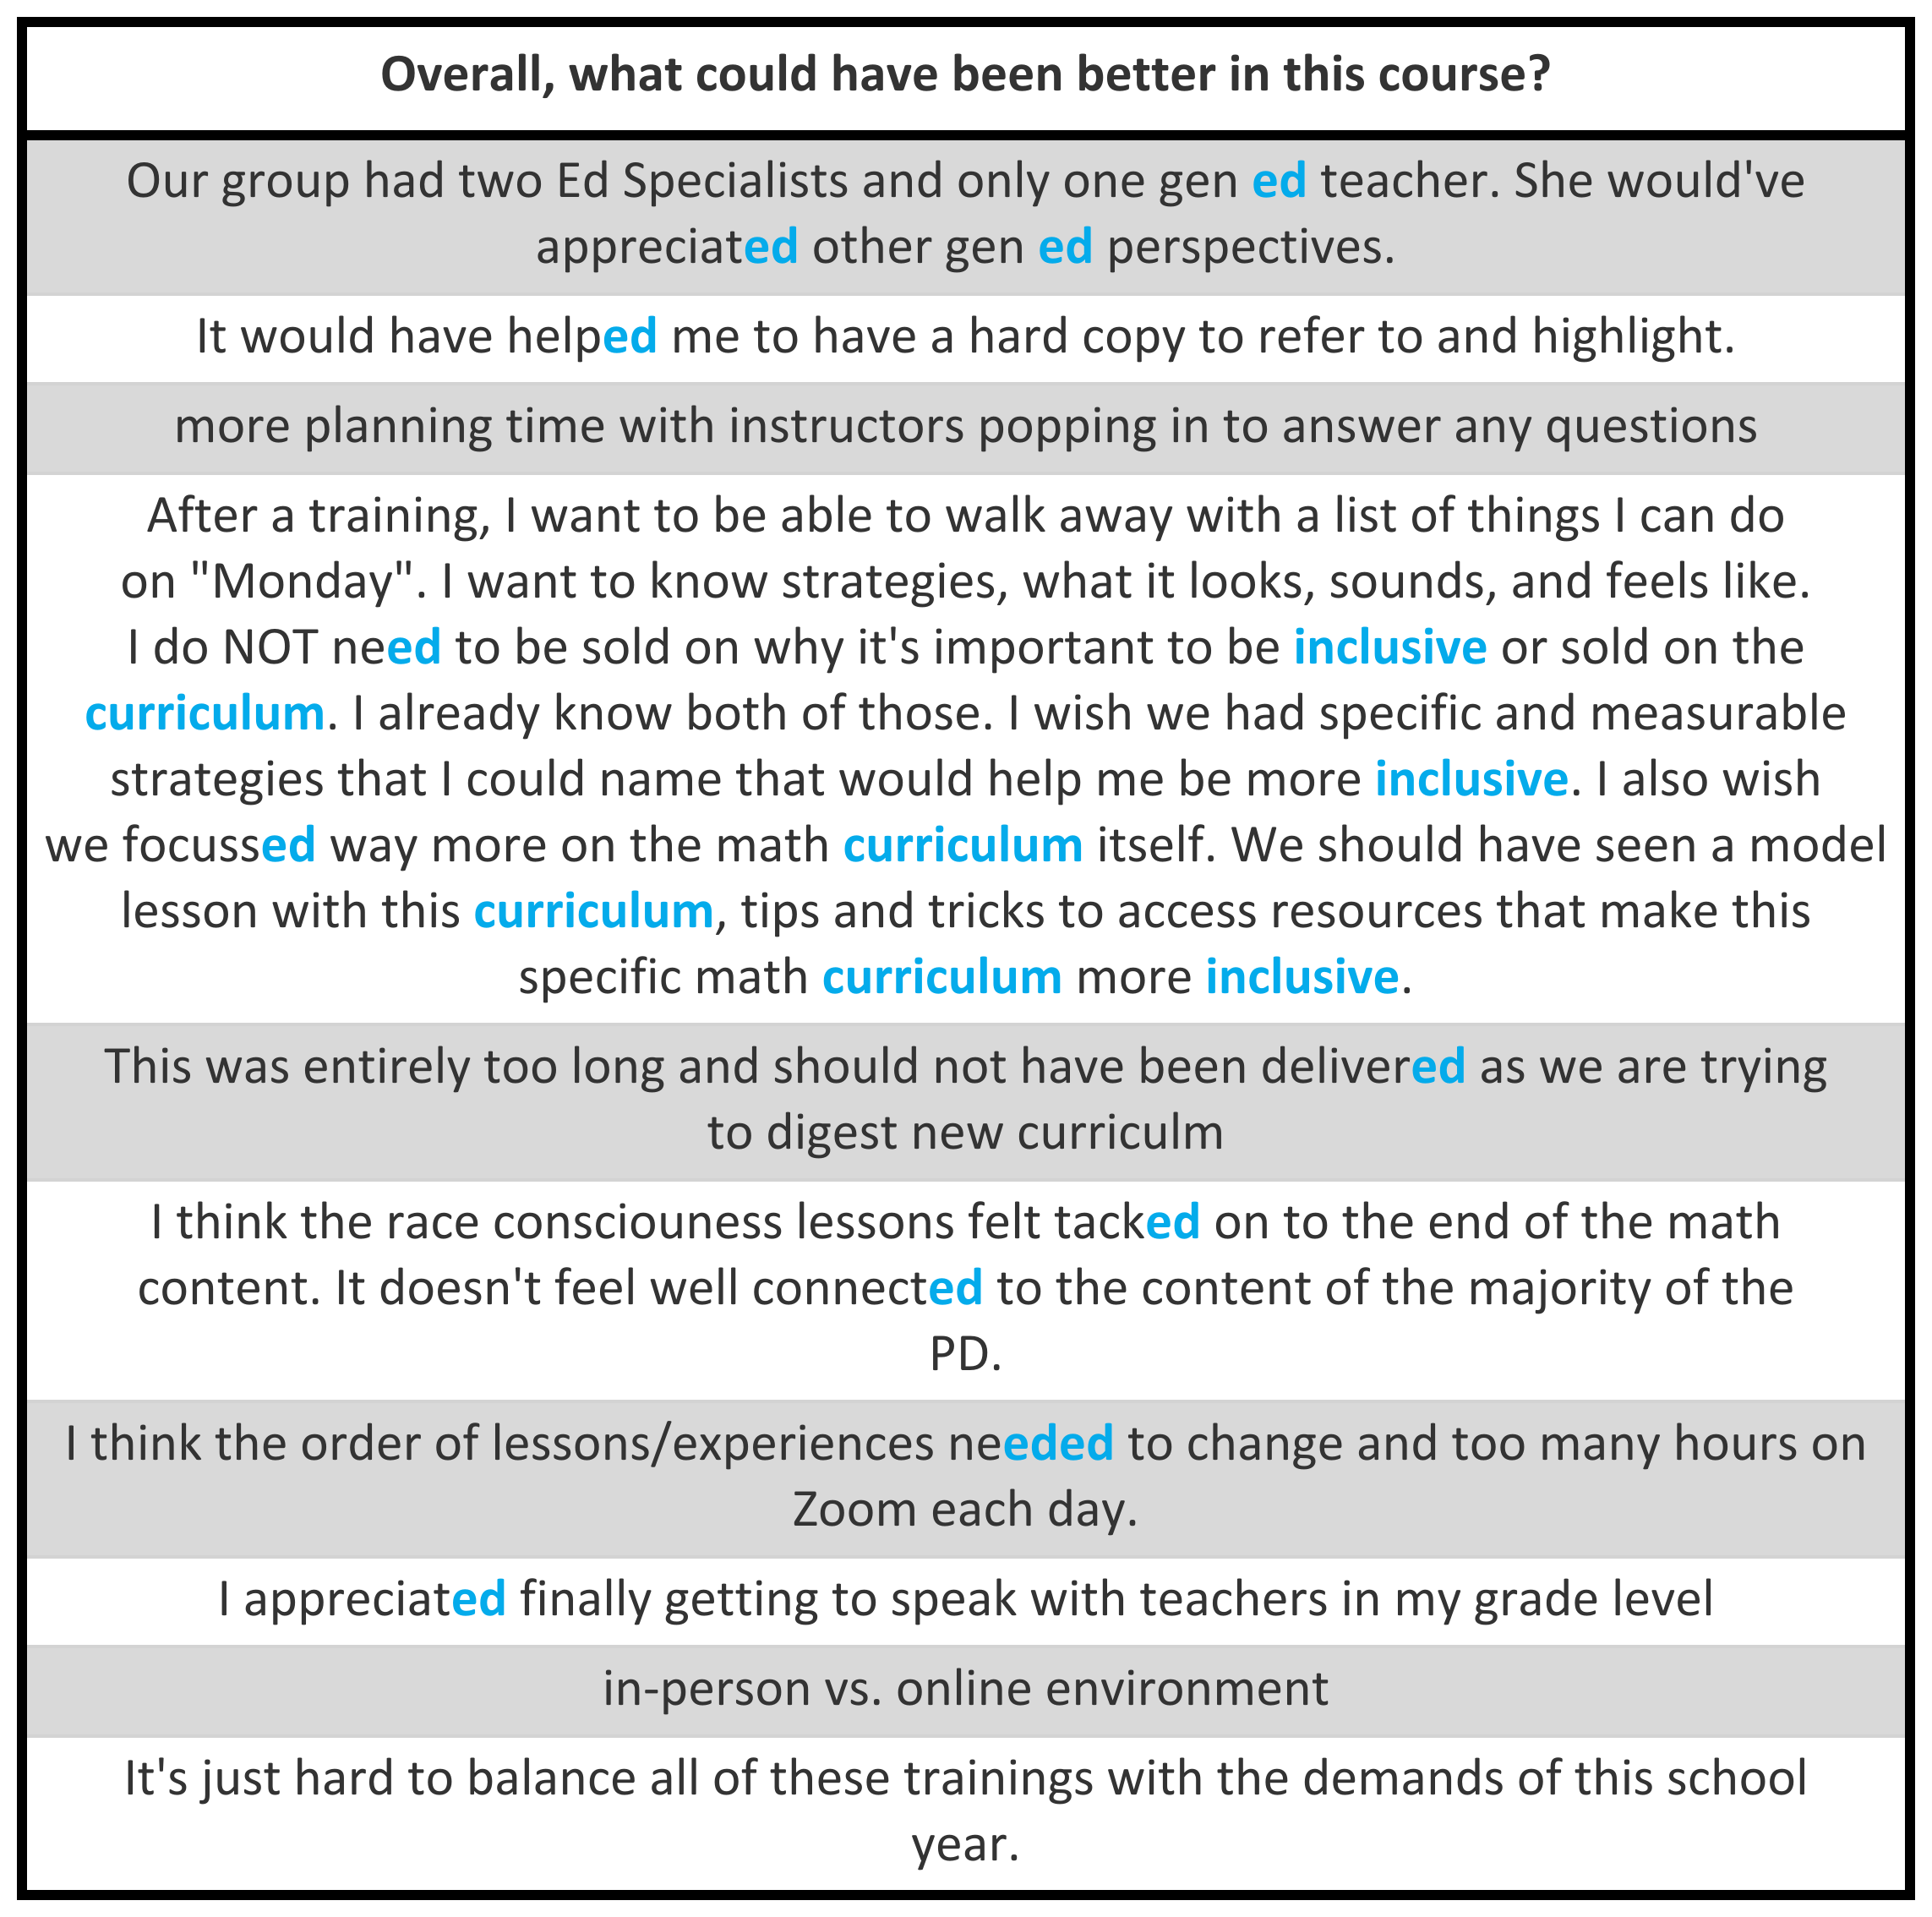 Overall, what could have been better in this course?
Our group had two Ed Specialists and only one gen ed teacher. She would've
appreciated other gen ed perspectives.
It would have helped me to have a hard copy to refer to and highlight.
more planning time with instructors popping in to answer any questions
After a training, I want to be able to walk away with a list of things I can do
on "Monday". I want to know strategies, what it looks, sounds, and feels like.
I do NOT need to be sold on why it's important to be inclusive or sold on the
curriculum. I already know both of those. I wish we had specific and measurable
strategies that I could name that would help me be more inclusive. I also wish
we focussed way more on the math curriculum itself. We should have seen a model
lesson with this curriculum, tips and tricks to access resources that make this
specific math curriculum more inclusive.
This was entirely too long and should not have been delivered as we are trying
to digest new curriculm
I think the race consciouness lessons felt tacked on to the end of the math
content. It doesn't feel well connected to the content of the majority of the
PD.
I think the order of lessons/experiences needed to change and too many hours on
Zoom each day.
I appreciated finally getting to speak with teachers in my grade level
in-person vs. online environment
It's just hard to balance all of these trainings with the demands of this school
year.